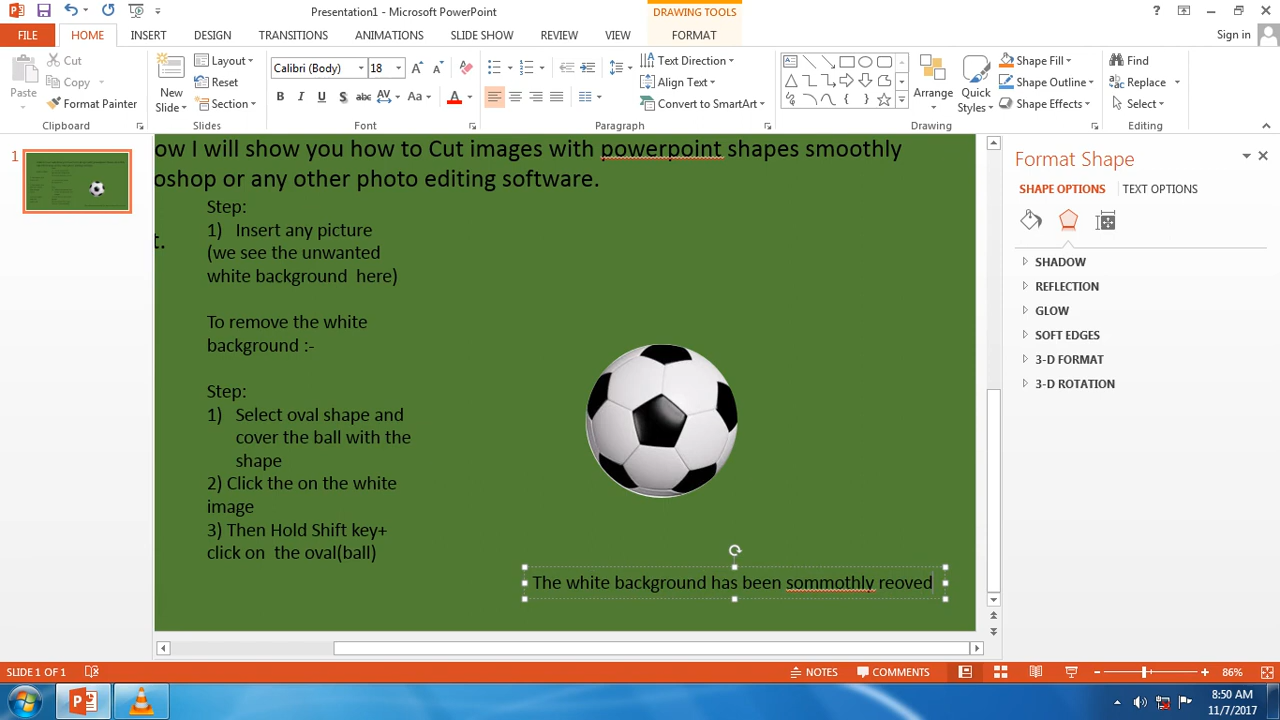 Presentation1 - Microsoft PowerPoint
DRAWING TOOLS
?
FILE
HOME
INSERT
DESIGN
TRANSITIONS
ANIMATIONS
SLIDE SHOW
REVIEW
VIEW
FORMAT
Sign in
Paste
Cut
Copy
Format Painter
Clipboard
New
Slide
Layout
Reset
Section
Slides
Calibri (Body)
18
B I U S abc AV Aa A
Font
Text Direction
Align Text
Convert to SmartArt
Paragraph
Arrange
Quick
Styles
Shape Fill
Shape Outline
Shape Effects
Drawing
Find
Replace
Select
Editing
1
ow I will show you how to Cut images with powerpoint shapes smoothly
oshop or any other photo editing software.
t.
Step:
1) Insert any picture
(we see the unwanted
white background here)
To remove the white
background :-
Step:
1) Select oval shape and
cover the ball with the
shape
2) Click the on the white
image
3) Then Hold Shift key+
click on the oval(ball)
The white background has been sommothly reoved
Format Shape
SHAPE OPTIONS
TEXT OPTIONS
SHADOW
REFLECTION
GLOW
SOFT EDGES
3-D FORMAT
3-D ROTATION
SLIDE 1 OF 1
NOTES
COMMENTS
86%
8:50 AM
11/7/2017